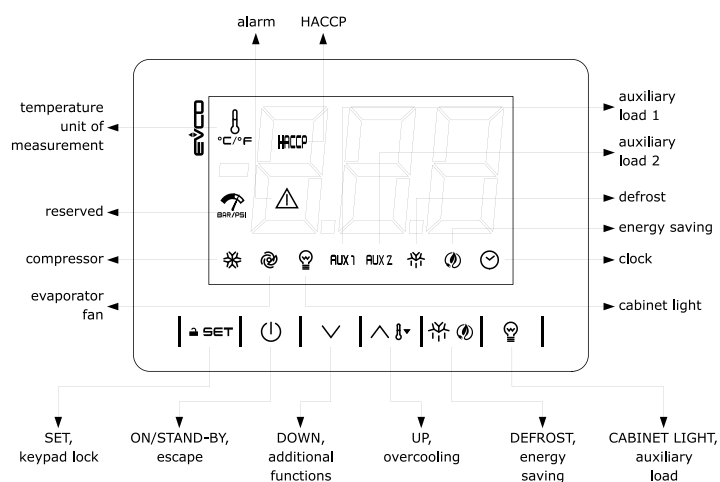 alarm HACCP
temperature
unit of
measurement
EVCO
°C/°F
HACCP
auxiliary
load 1
auxiliary
load 2
reserved
BAR/PSI
defrost
energy saving
compressor
AUX 1 AUX 2
clock
evaporator
fan
cabinet light
SET
SET,
keypad lock
ON/STAND-BY,
escape
DOWN,
additional
functions
UP,
overcooling
DEFROST,
energy
saving
CABINET LIGHT,
auxiliary
load